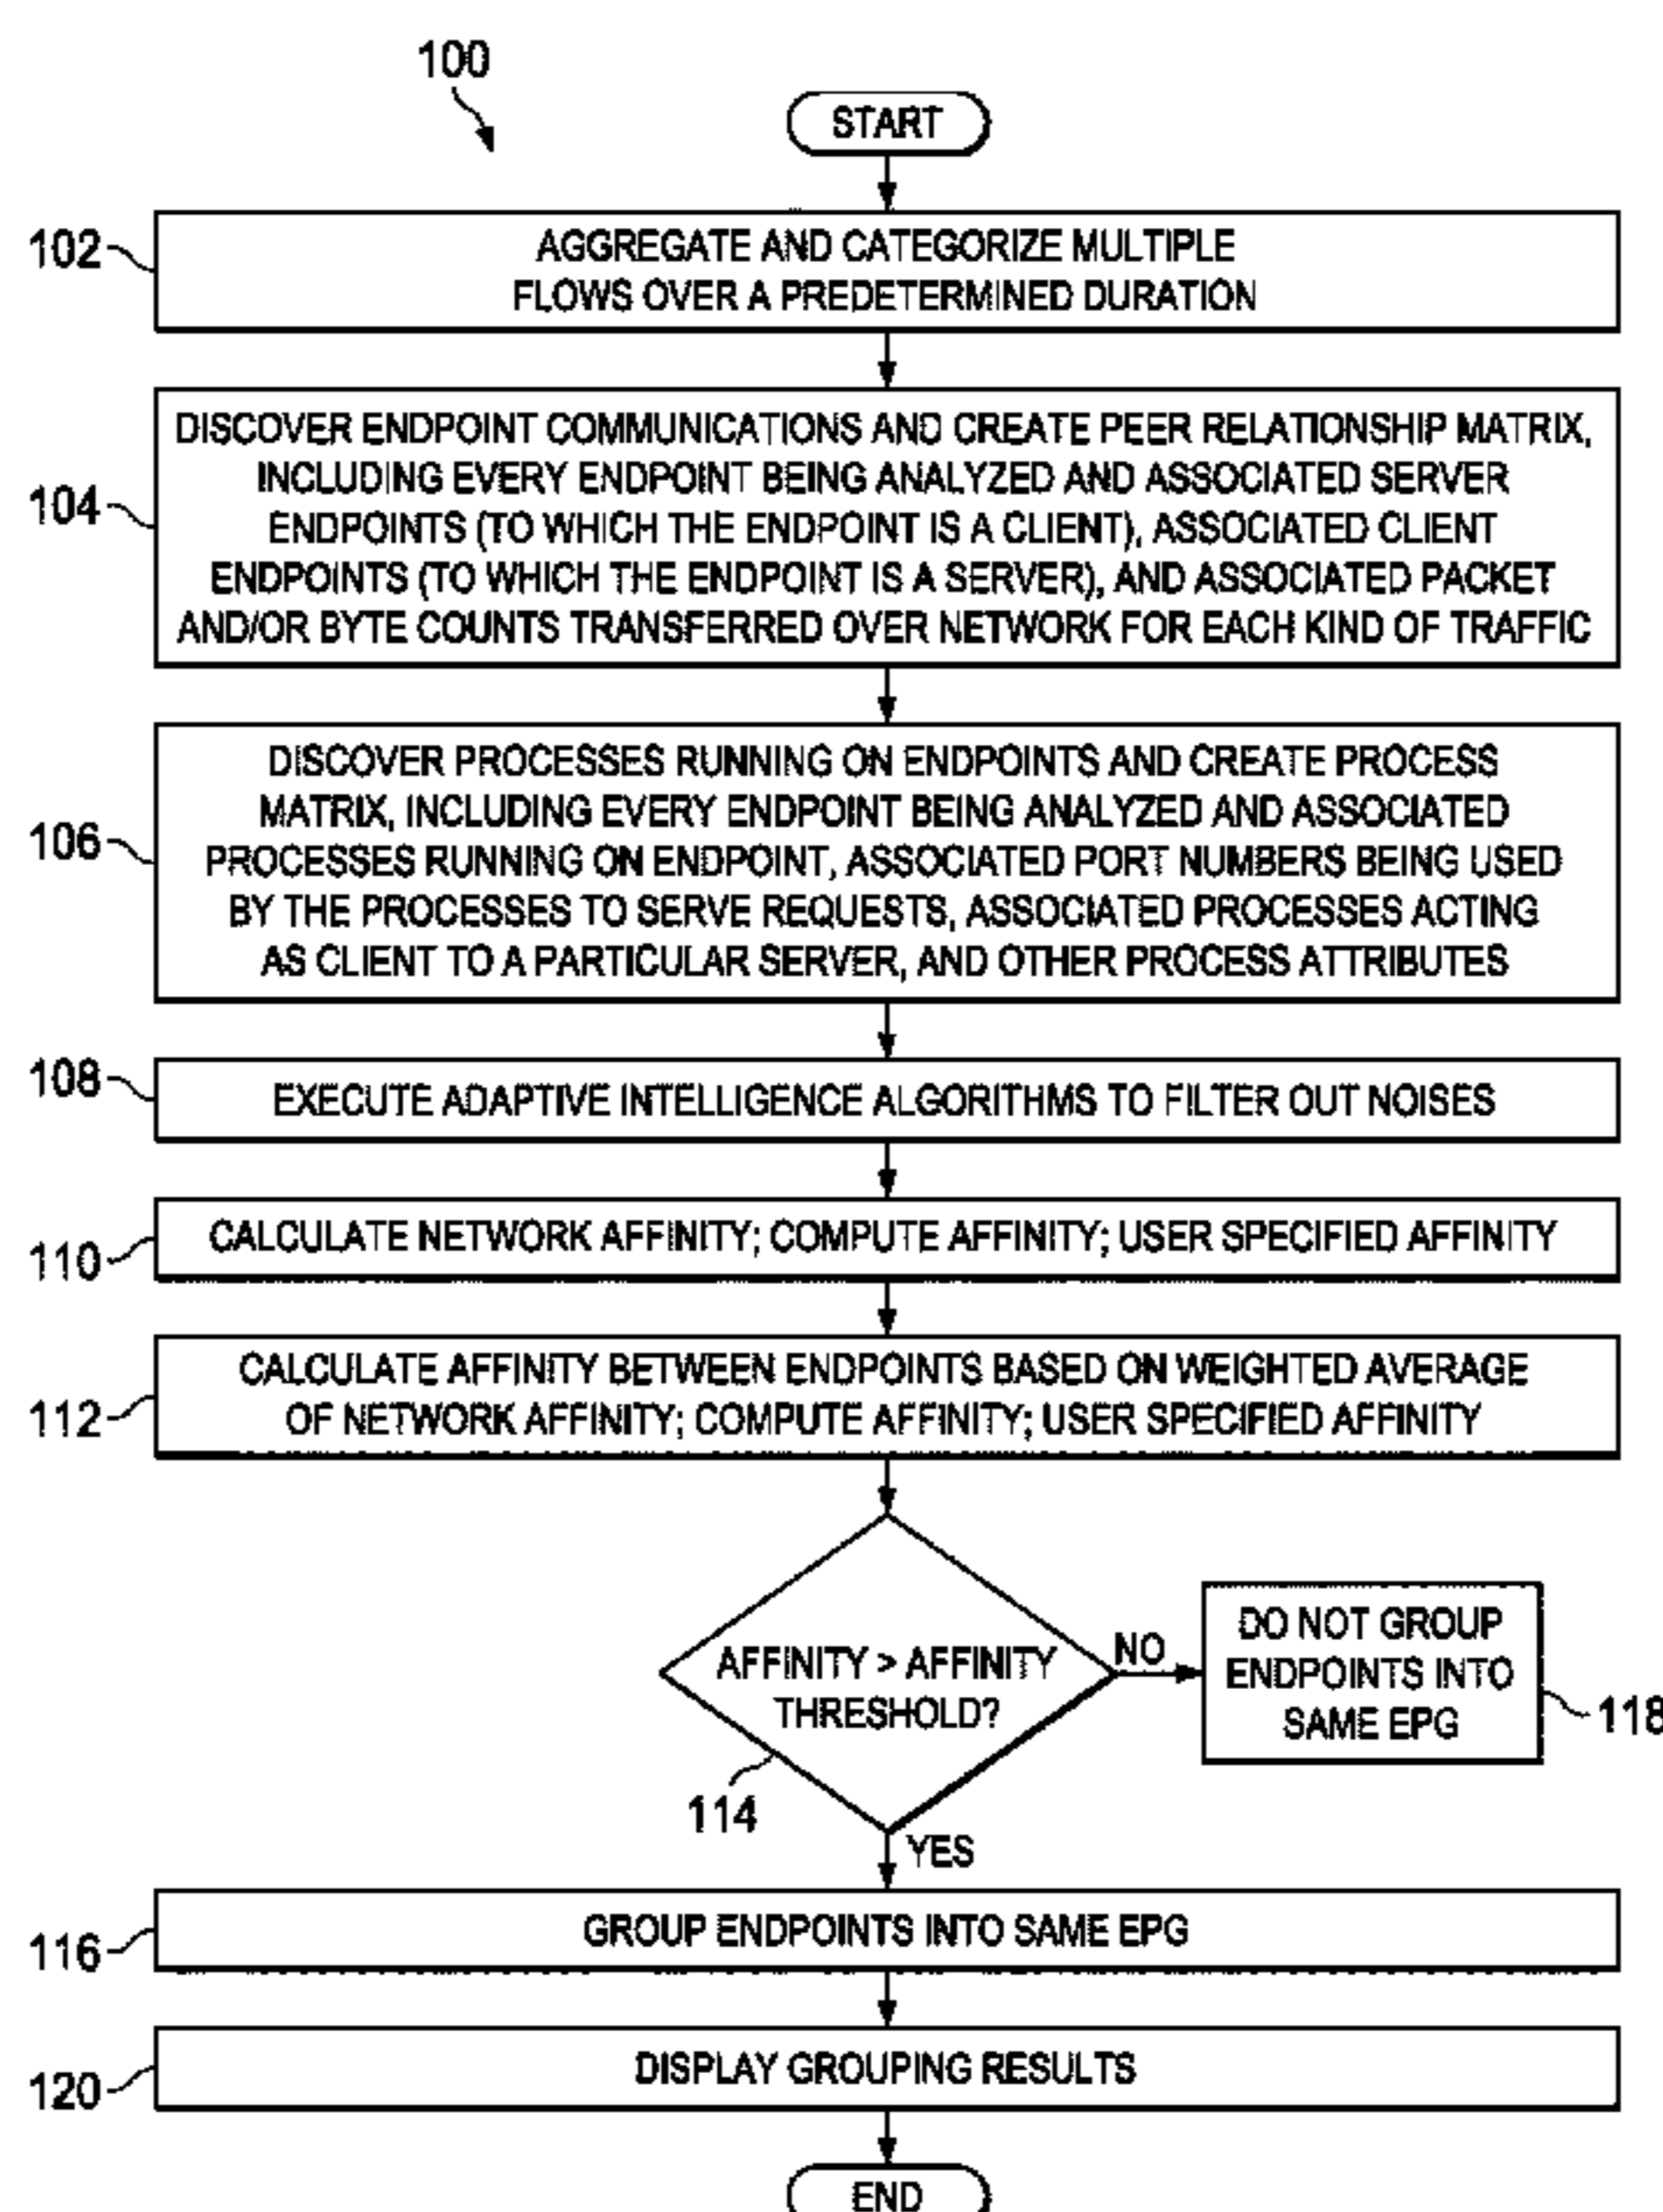 100
START
102
AGGREGATE AND CATEGORIZE MULTIPLE
FLOWS OVER A PREDETERMINED DURATION
104
DISCOVER ENDPOINT COMMUNICATIONS AND CREATE PEER RELATIONSHIP MATRIX,
INCLUDING EVERY ENDPOINT BEING ANALYZED AND ASSOCIATED SERVER
ENDPOINTS (TO WHICH THE ENDPOINT IS A CLIENT), ASSOCIATED CLIENT
ENDPOINTS (TO WHICH THE ENDPOINT IS A SERVER), AND ASSOCIATED PACKET
AND/OR BYTE COUNTS TRANSFERRED OVER NETWORK FOR EACH KIND OF TRAFFIC
106
DISCOVER PROCESSES RUNNING ON ENDPOINTS AND CREATE PROCESS
MATRIX, INCLUDING EVERY ENDPOINT BEING ANALYZED AND ASSOCIATED
PROCESSES RUNNING ON ENDPOINT, ASSOCIATED PORT NUMBERS BEING USED
BY THE PROCESSES TO SERVE REQUESTS, ASSOCIATED PROCESSES ACTING
AS CLIENT TO A PARTICULAR SERVER, AND OTHER PROCESS ATTRIBUTES
108
EXECUTE ADAPTIVE INTELLIGENCE ALGORITHMS TO FILTER OUT NOISES
110
CALCULATE NETWORK AFFINITY; COMPUTE AFFINITY; USER SPECIFIED AFFINITY
112
CALCULATE AFFINITY BETWEEN ENDPOINTS BASED ON WEIGHTED AVERAGE
OF NETWORK AFFINITY; COMPUTE AFFINITY; USER SPECIFIED AFFINITY
AFFINITY > AFFINITY
THRESHOLD?
114
NO
DO NOT GROUP
ENDPOINTS INTO
SAME EPG
118
YES
116
GROUP ENDPOINTS INTO SAME EPG
120
DISPLAY GROUPING RESULTS
END